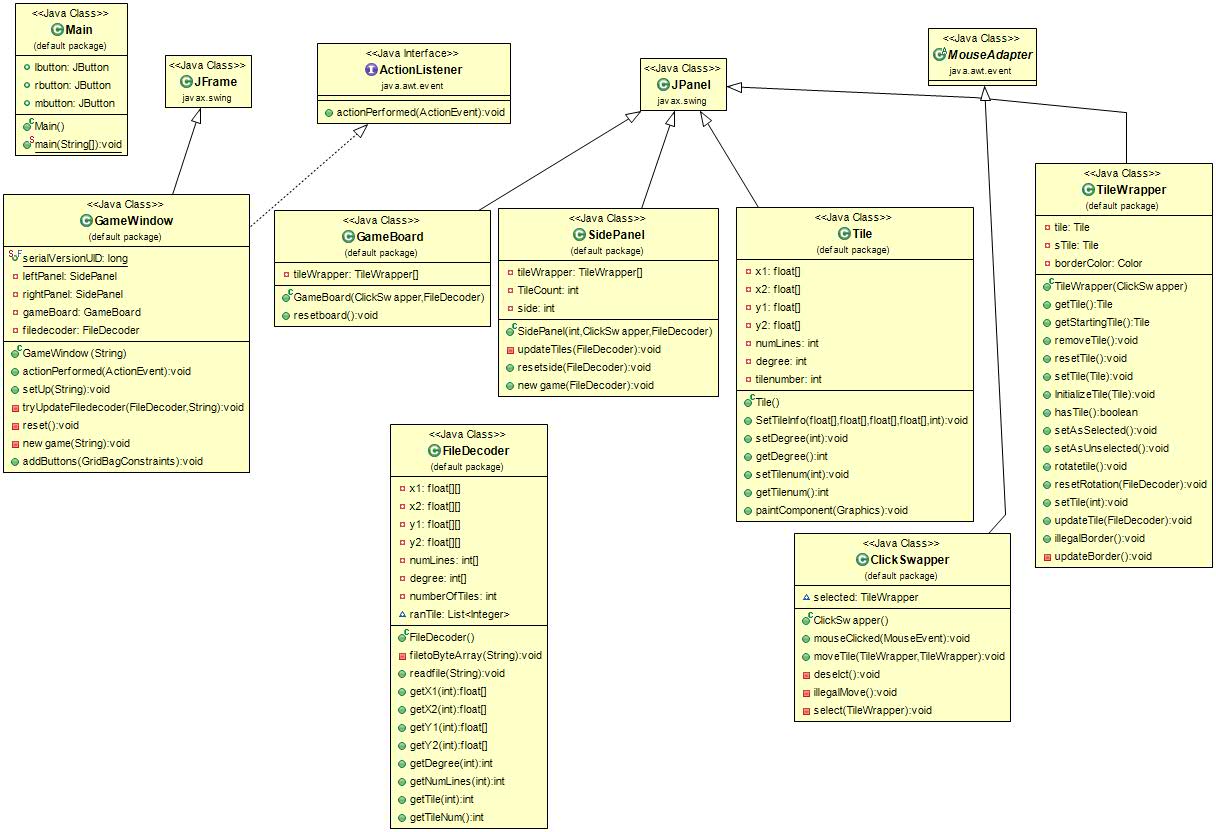 <<Java Class>>
Main
(default package)
lbutton: JButton
rbutton: JButton
mbutton: JButton
Main()
main(String[]):void
<<Java Class>>
JFrame
javax.swing
<<Java Interface>>
ActionListener
java.awt.event
actionPerformed(ActionEvent):void
<<Java Class>>
JPanel
javax.swing
<<Java Class>>
MouseAdapter
java.awt.event
<<Java Class>>
GameWindow
(default package)
serialVersionUID: long
leftPanel: SidePanel
rightPanel: SidePanel
gameBoard: GameBoard
filedecoder: FileDecoder
GameWindow(String)
actionPerformed(ActionEvent):void
setUp(String):void
tryUpdateFiledecoder(FileDecoder,String):void
reset():void
new game(String):void
addButtons(GridBagConstraints):void
<<Java Class>>
GameBoard
(default package)
tileWrapper: TileWrapper[]
GameBoard(ClickSwapper,FileDecoder)
resetboard():void
<<Java Class>>
SidePanel
(default package)
tileWrapper: TileWrapper[]
TileCount: int
side: int
SidePanel(int,ClickSwapper,FileDecoder)
updateTiles(FileDecoder):void
resetside(FileDecoder):void
new game(FileDecoder):void
<<Java Class>>
Tile
(default package)
x1: float[]
x2: float[]
y1: float[]
y2: float[]
numLines: int
degree: int
tilenumber: int
Tile()
SetTileInfo(float[],float[],float[],float[],int):void
setDegree(int):void
getDegree():int
setTilenum(int):void
getTilenum():int
paintComponent(Graphics):void
<<Java Class>>
TileWrapper
(default package)
tile: Tile
sTile: Tile
borderColor: Color
TileWrapper(ClickSwapper)
getTile():Tile
getStartingTile():Tile
removeTile():void
resetTile():void
setTile(Tile):void
InitializeTile(Tile):void
hasTile():boolean
setAsSelected():void
setAsUnselected():void
rotatetile():void
resetRotation(FileDecoder):void
setTile(int):void
updateTile(FileDecoder):void
illegalBorder():void
updateBorder():void
<<Java Class>>
FileDecoder
(default package)
x1: float[][]
x2: float[][]
y1: float[][]
y2: float[][]
numLines: int[]
degree: int[]
numberOfTiles: int
ranTile: List<Integer>
FileDecoder()
filetoByteArray(String):void
readfile(String):void
getX1(int):float[]
getX2(int):float[]
getY1(int):float[]
getY2(int):float[]
getDegree(int):int
getNumLines(int):int
getTile(int):int
getTileNum():int
<<Java Class>>
ClickSwapper
(default package)
selected: TileWrapper
ClickSwapper()
mouseClicked(MouseEvent):void
moveTile(TileWrapper,TileWrapper):void
deselct():void
illegalMove():void
select(TileWrapper):void